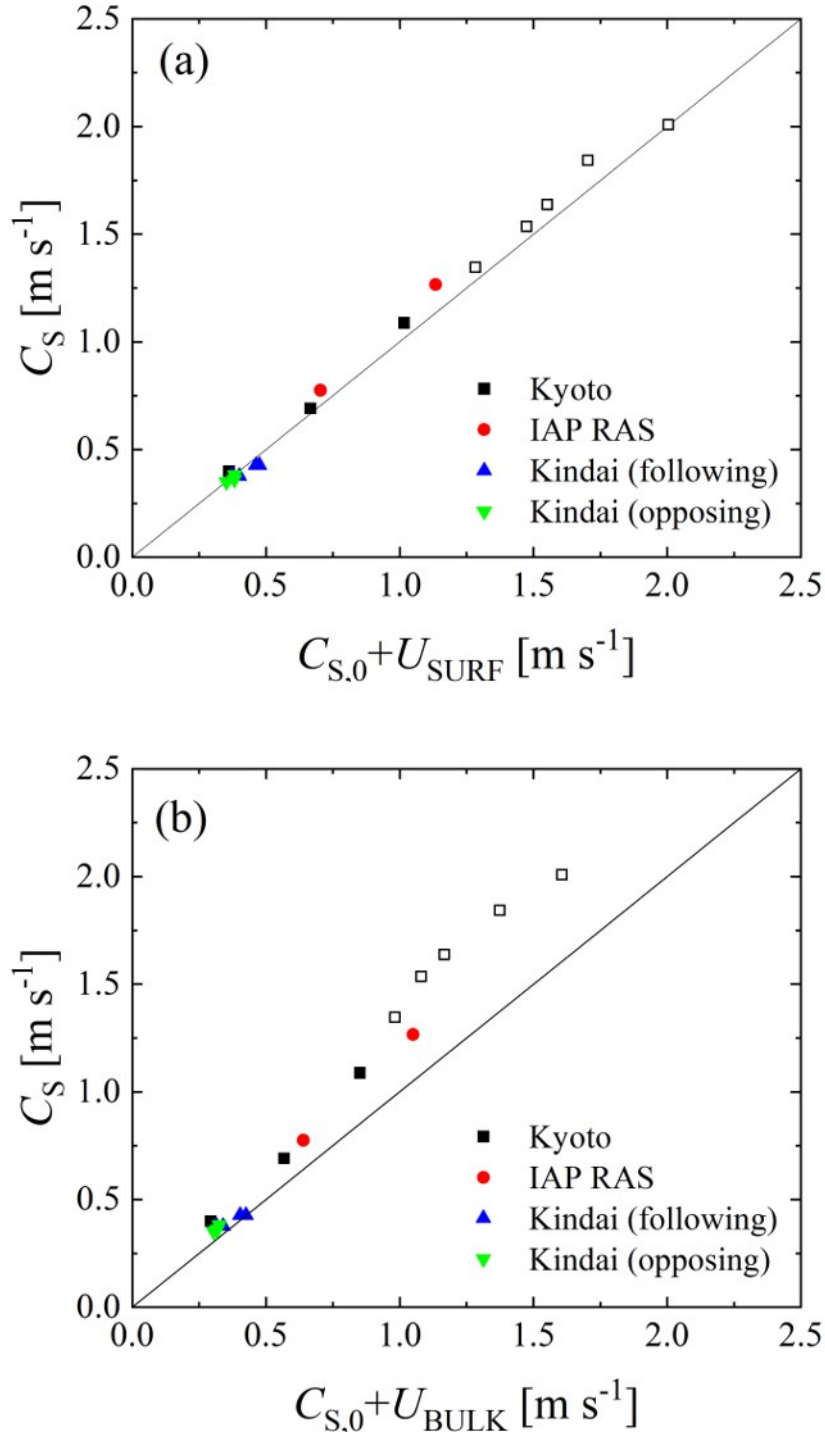 (a)
2.5
2.0
1.5
1.0
0.5
0.0
C_S [m s⁻¹]
Kyoto
IAP RAS
Kindai (following)
Kindai (opposing)
0.0 0.5 1.0 1.5 2.0 2.5
C_S,0+U_SURF [m s⁻¹]
(b)
2.5
2.0
1.5
1.0
0.5
0.0
C_S [m s⁻¹]
Kyoto
IAP RAS
Kindai (following)
Kindai (opposing)
0.0 0.5 1.0 1.5 2.0 2.5
C_S,0+U_BULK [m s⁻¹]